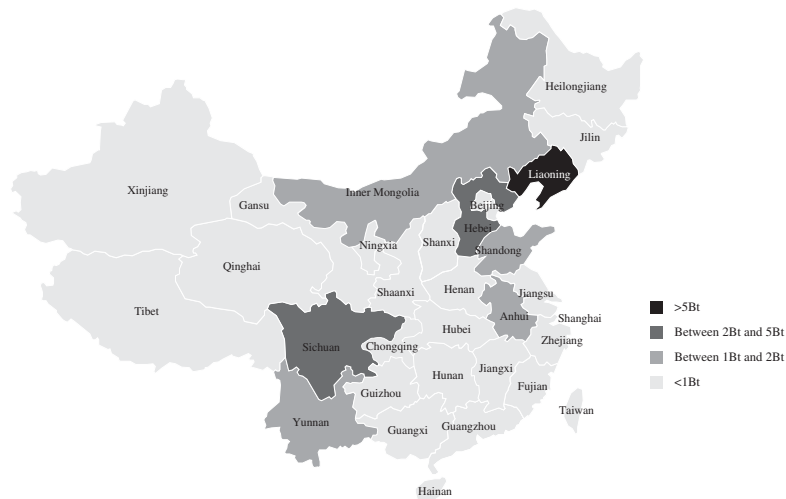 Heilongjiang
Jilin
Liaoning
Xinjiang
Inner Mongolia
Gansu
Beijing
Hebei
Ningxia
Shanxi
Shandong
Qinghai
Shaanxi
Henan
Jiangsu
Tibet
Anhui
Shanghai
Hubei
Zhejiang
Sichuan
Chongqing
Hunan
Jiangxi
Guizhou
Fujian
Yunnan
Guangxi
Guangzhou
Taiwan
Hainan
>5Bt
Between 2Bt and 5Bt
Between 1Bt and 2Bt
<1Bt